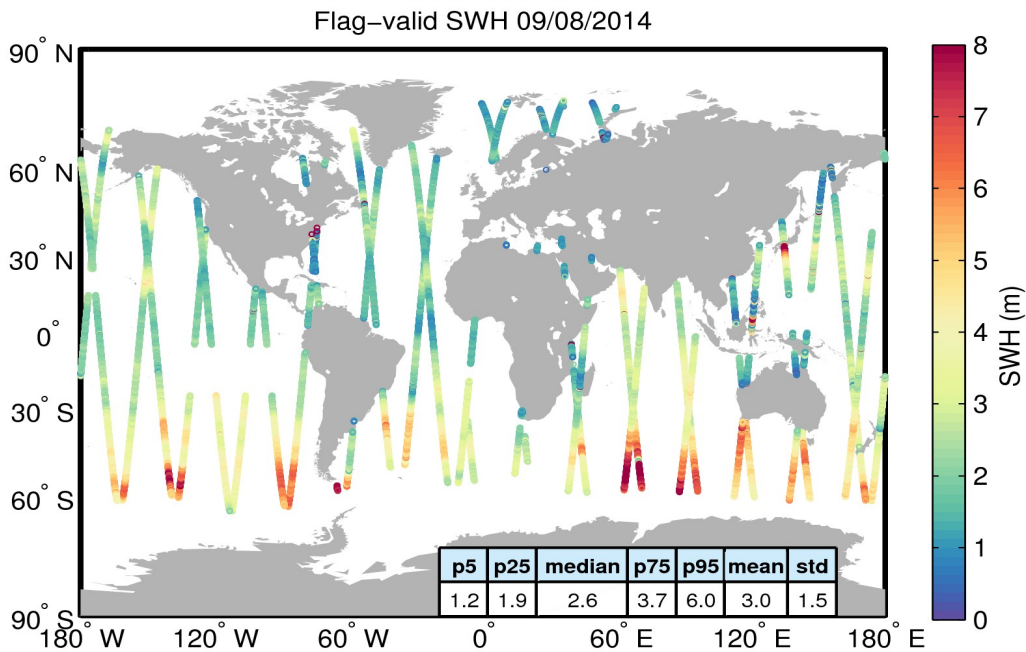 Flag−valid SWH 09/08/2014
90° N
60° N
30° N
0°
30° S
60° S
90° S
180° W
120° W
60° W
0°
60° E
120° E
180° E
p5 p25 median p75 p95 mean std
1.2 1.9 2.6 3.7 6.0 3.0 1.5
8
7
6
5
4
3
2
1
0
SWH (m)